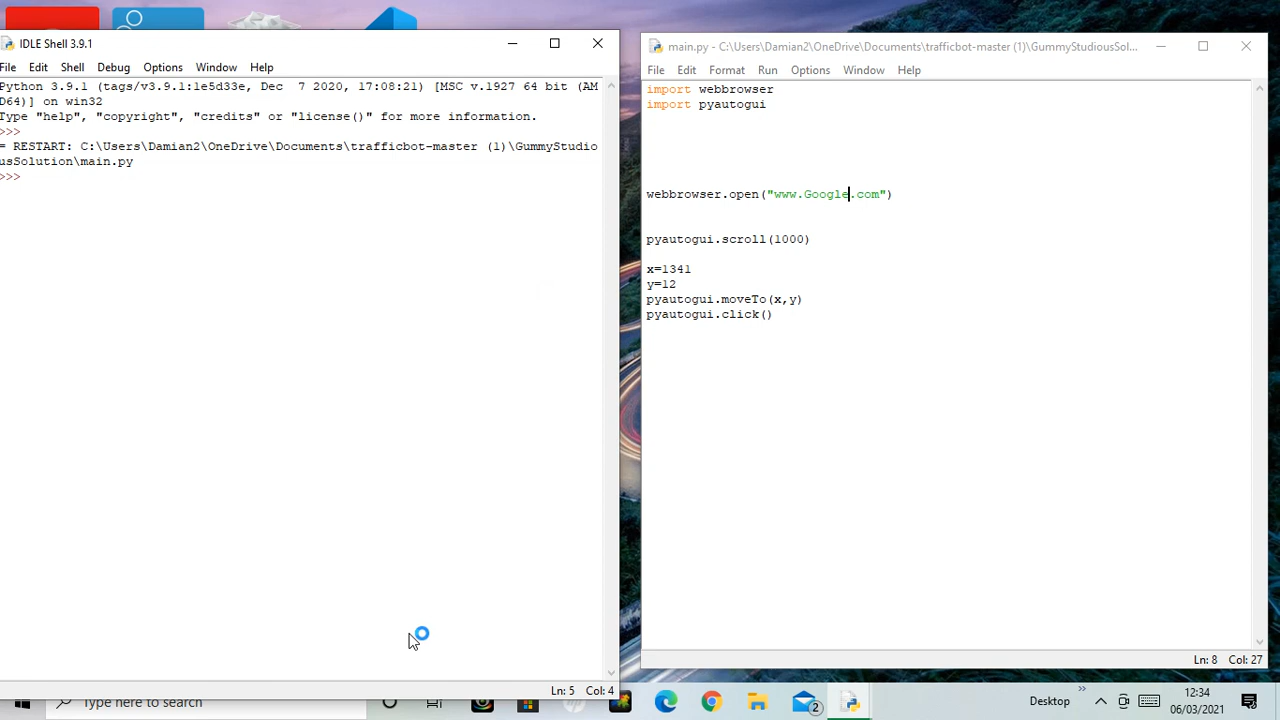 IDLE Shell 3.9.1
File Edit Shell Debug Options Window Help
Python 3.9.1 (tags/v3.9.1:1e5d33e, Dec  7 2020, 17:08:21) [MSC v.1927 64 bit (AM
D64)] on win32
Type "help", "copyright", "credits" or "license()" for more information.
>>>
= RESTART: C:\Users\Damian2\OneDrive\Documents\trafficbot-master (1)\GummyStudio
usSolution\main.py
>>>
Ln: 5 Col: 4
main.py - C:\Users\Damian2\OneDrive\Documents\trafficbot-master (1)\GummyStudiousSol...
File Edit Format Run Options Window Help
import webbrowser
import pyautogui
webbrowser.open("www.Google.com")
pyautogui.scroll(1000)
x=1341
y=12
pyautogui.moveTo(x,y)
pyautogui.click()
Ln: 8 Col: 27
Type here to search
2
Desktop
12:34
06/03/2021